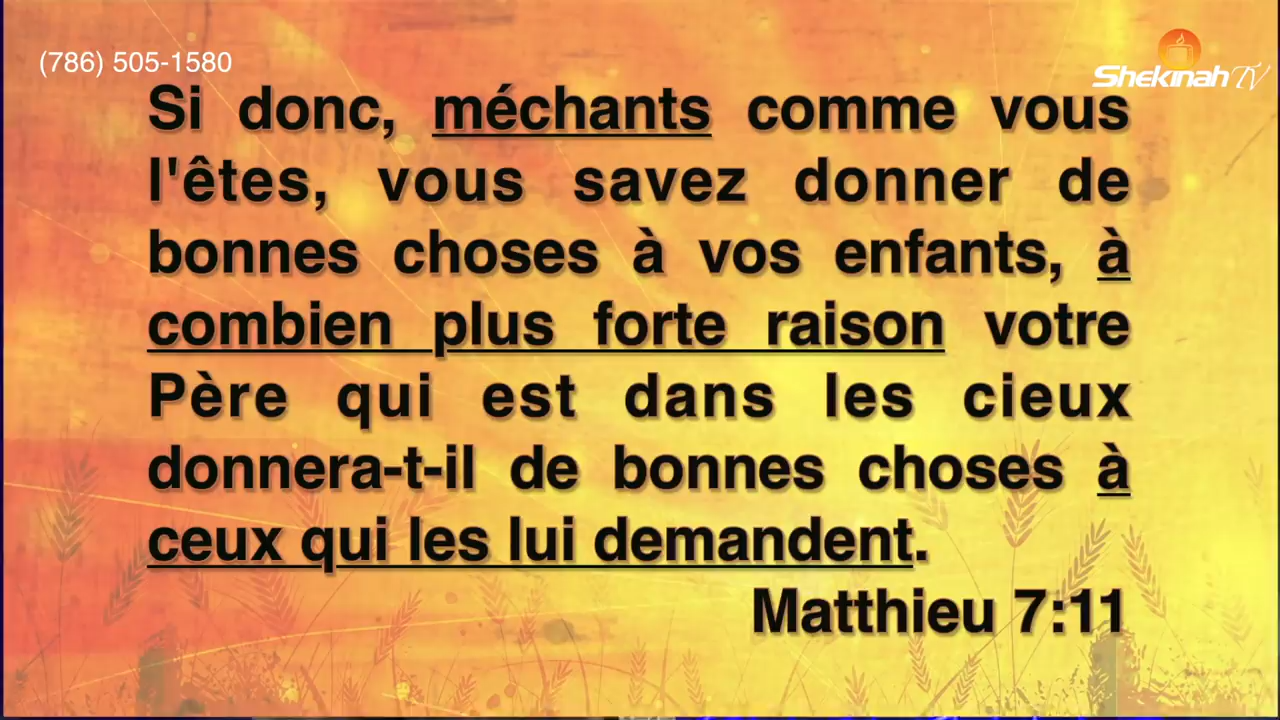 (786) 505-1580
Shekinah TV
Si donc, méchants comme vous
l'êtes, vous savez donner de
bonnes choses à vos enfants, à
combien plus forte raison votre
Père qui est dans les cieux
donnera-t-il de bonnes choses à
ceux qui les lui demandent.
Matthieu 7:11